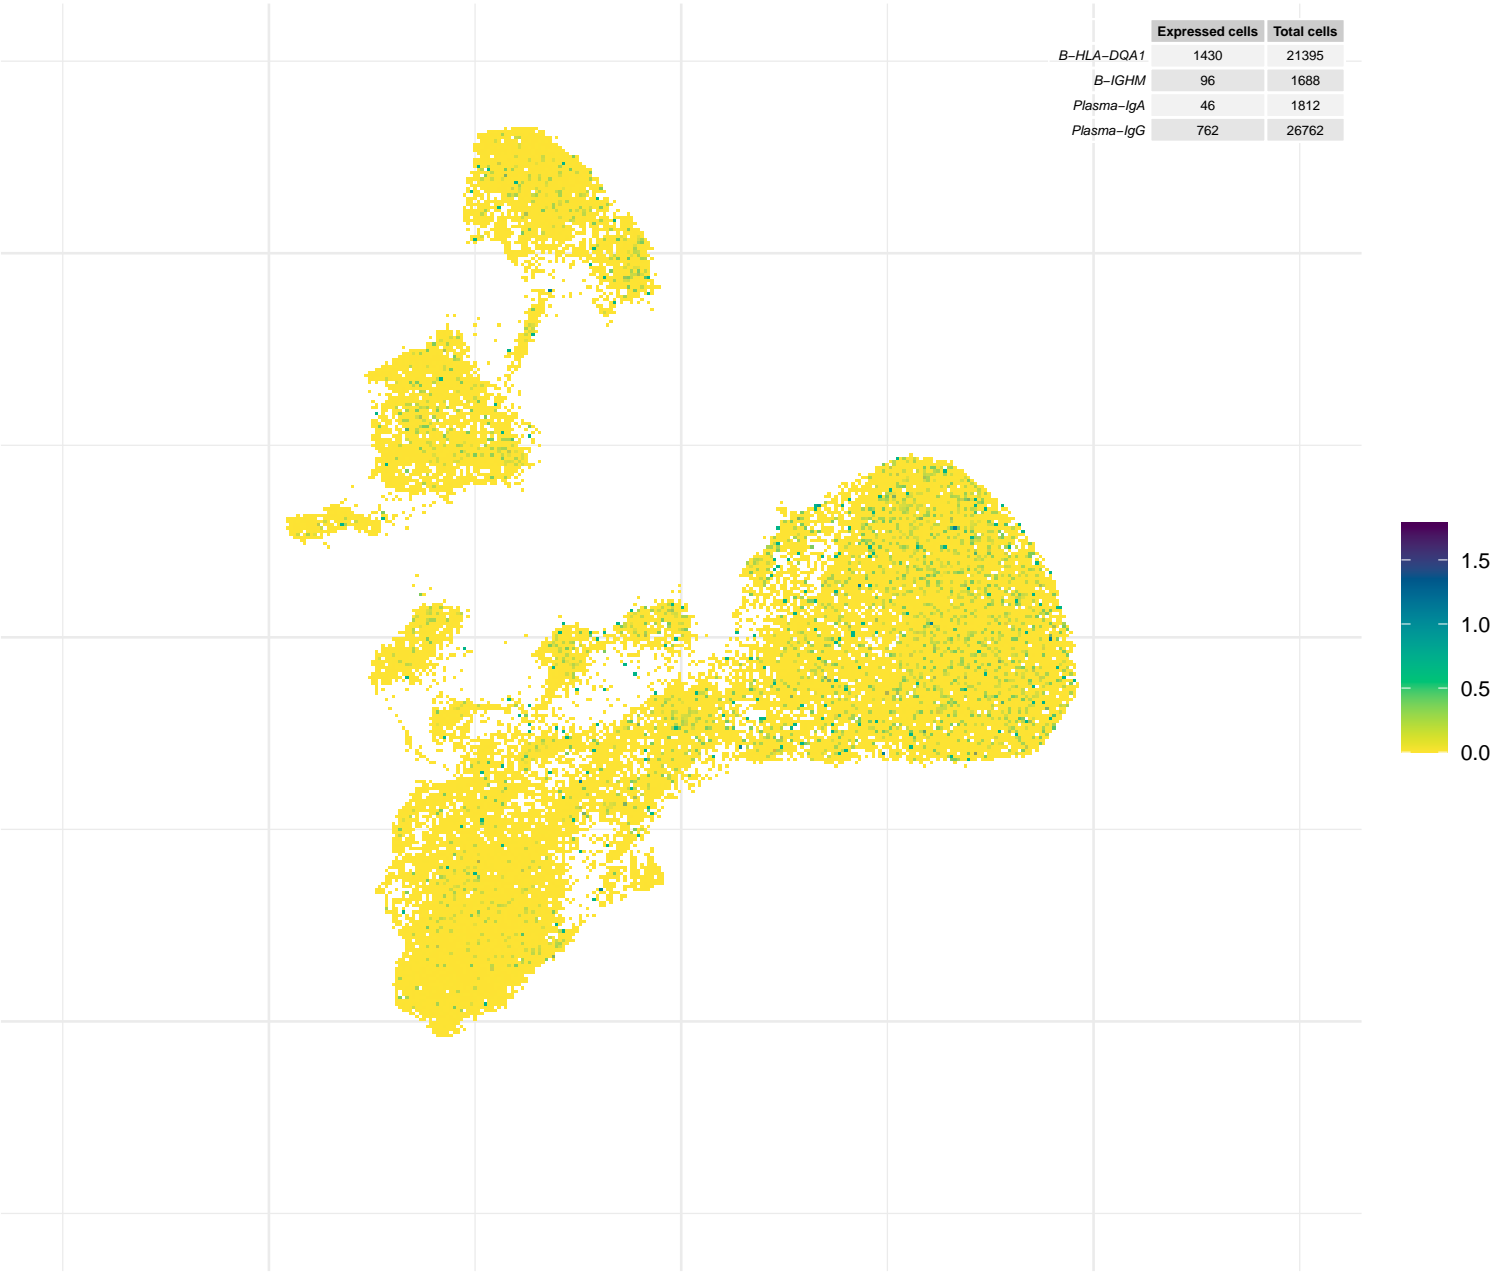 Expressed cells Total cells
B−HLA−DQA1 1430 21395
B−IGHM 96 1688
Plasma−IgA 46 1812
Plasma−IgG 762 26762
1.5
1.0
0.5
0.0